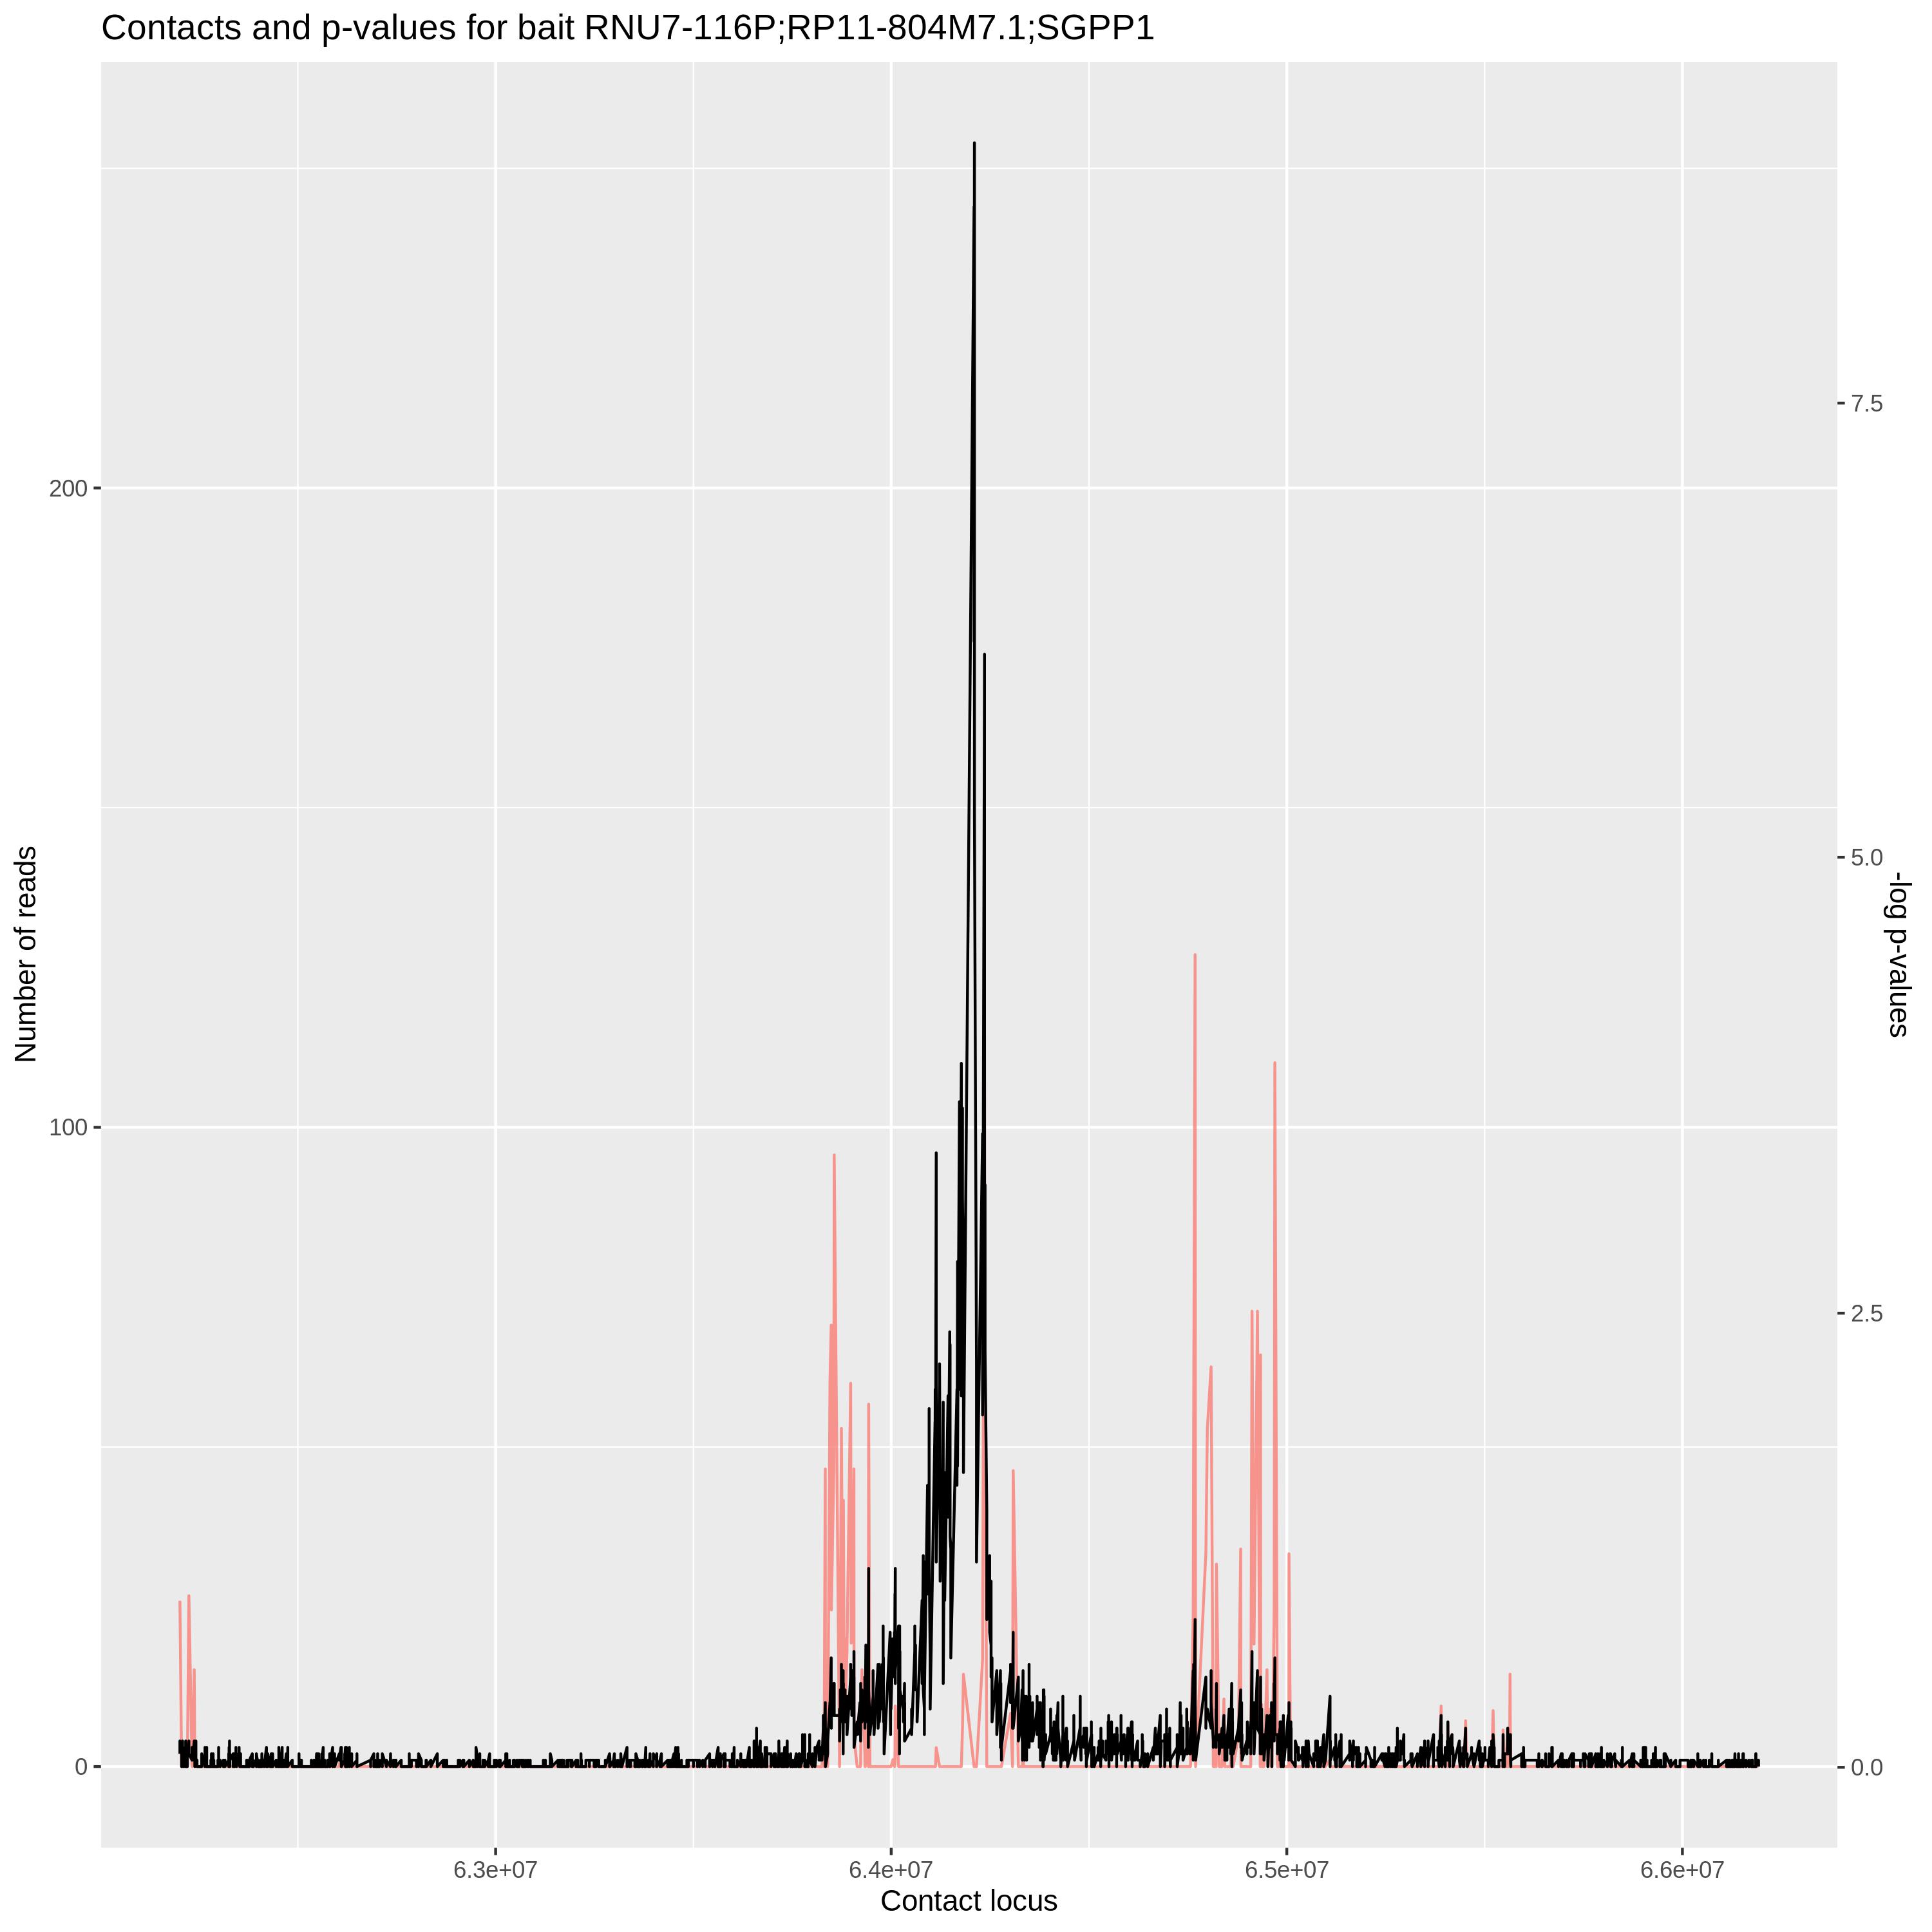 Contacts and p-values for bait RNU7-116P;RP11-804M7.1;SGPP1
Number of reads
200
100
0
7.5
5.0
2.5
0.0
-log p-values
6.3e+07
6.4e+07
6.5e+07
6.6e+07
Contact locus